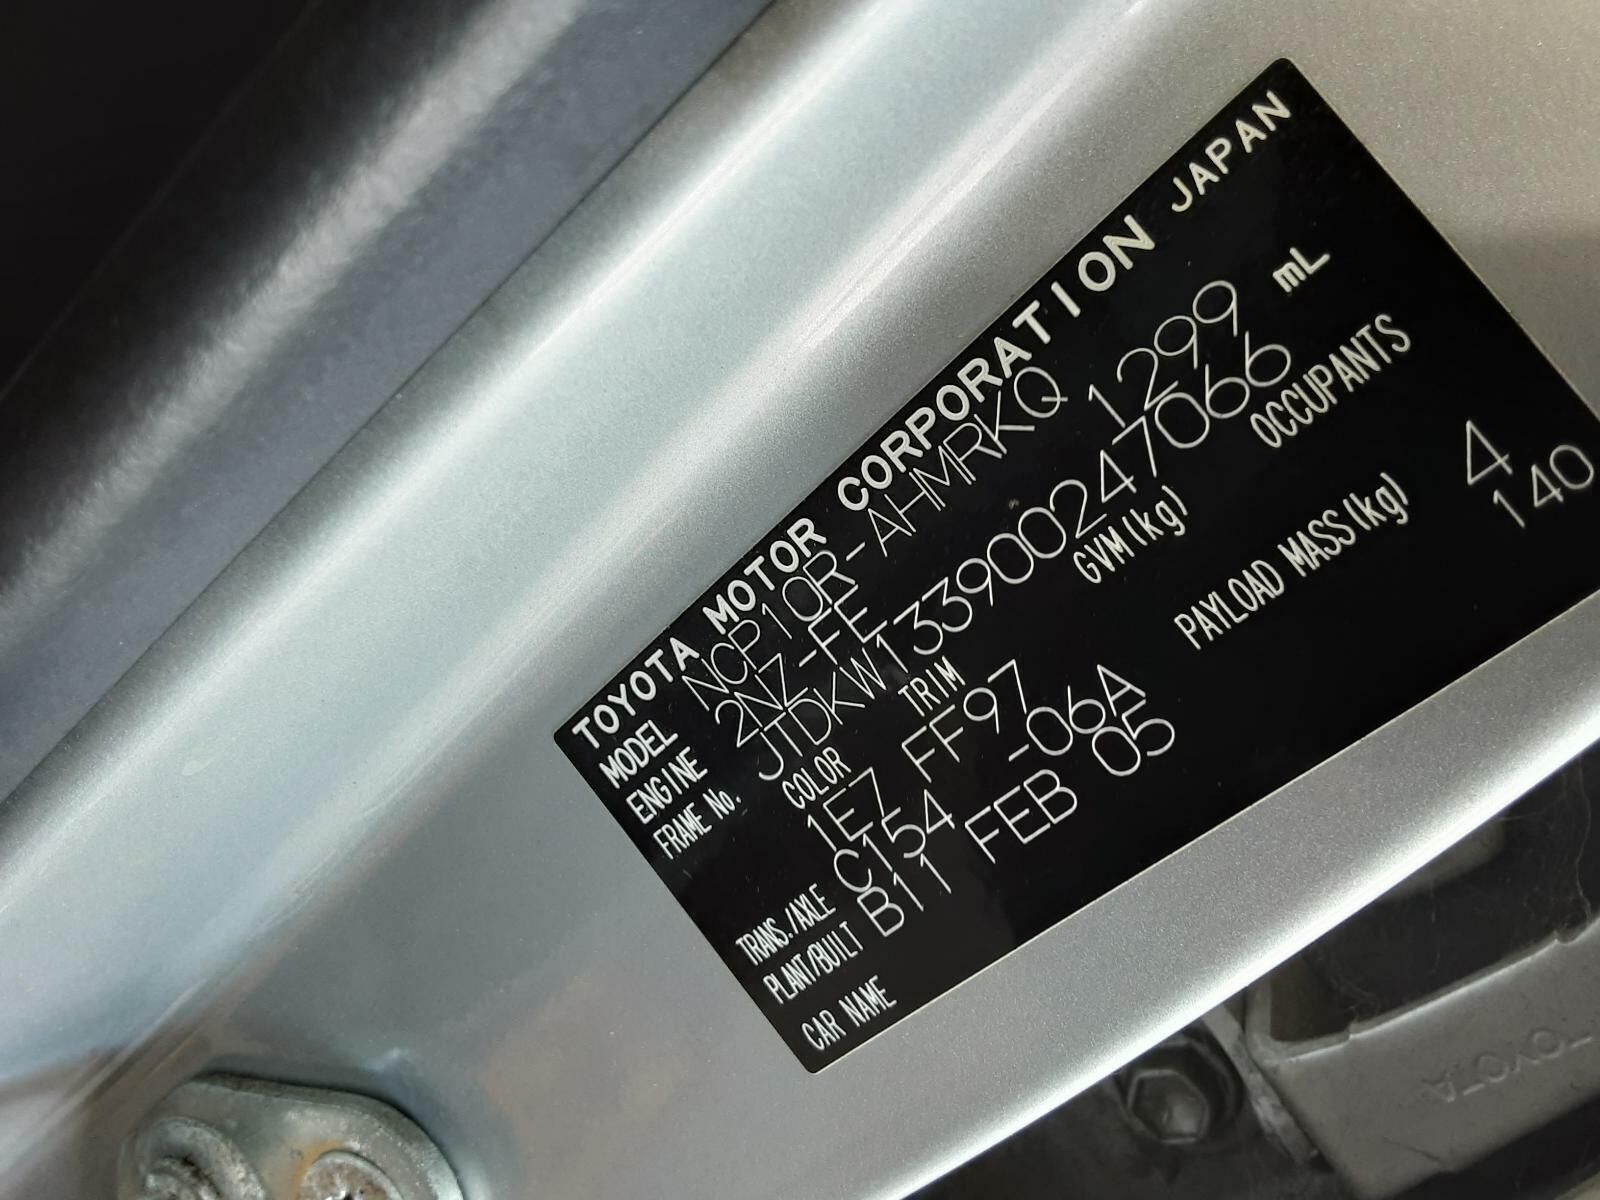 TOYOTA MOTOR CORPORATION JAPAN
MODEL NCP10R-AHMRKQ
ENGINE 2NZ-FE 1299 mL
FRAME No. JTDKW133900247066
COLOR TRIM GVM(kg) OCCUPANTS
1E7 FF97 4
TRANS./AXLE C154 -06A PAYLOAD MASS(kg) 140
PLANT/BUILT B11 FEB 05
CAR NAME
TOYOTA